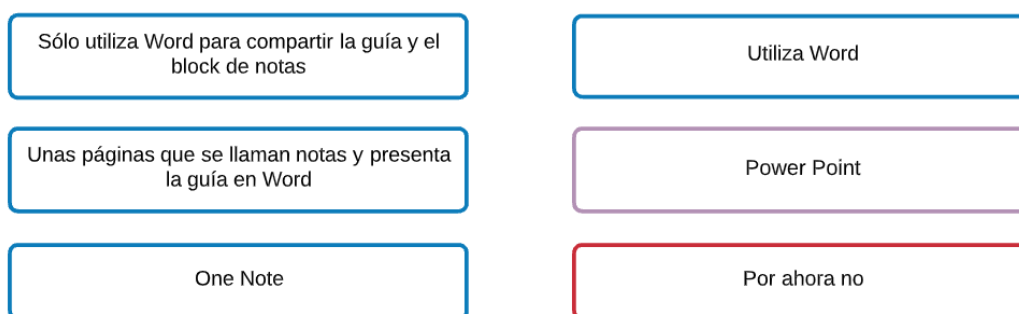 Sólo utiliza Word para compartir la guía y el
block de notas
Utiliza Word
Unas páginas que se llaman notas y presenta
la guía en Word
Power Point
One Note
Por ahora no